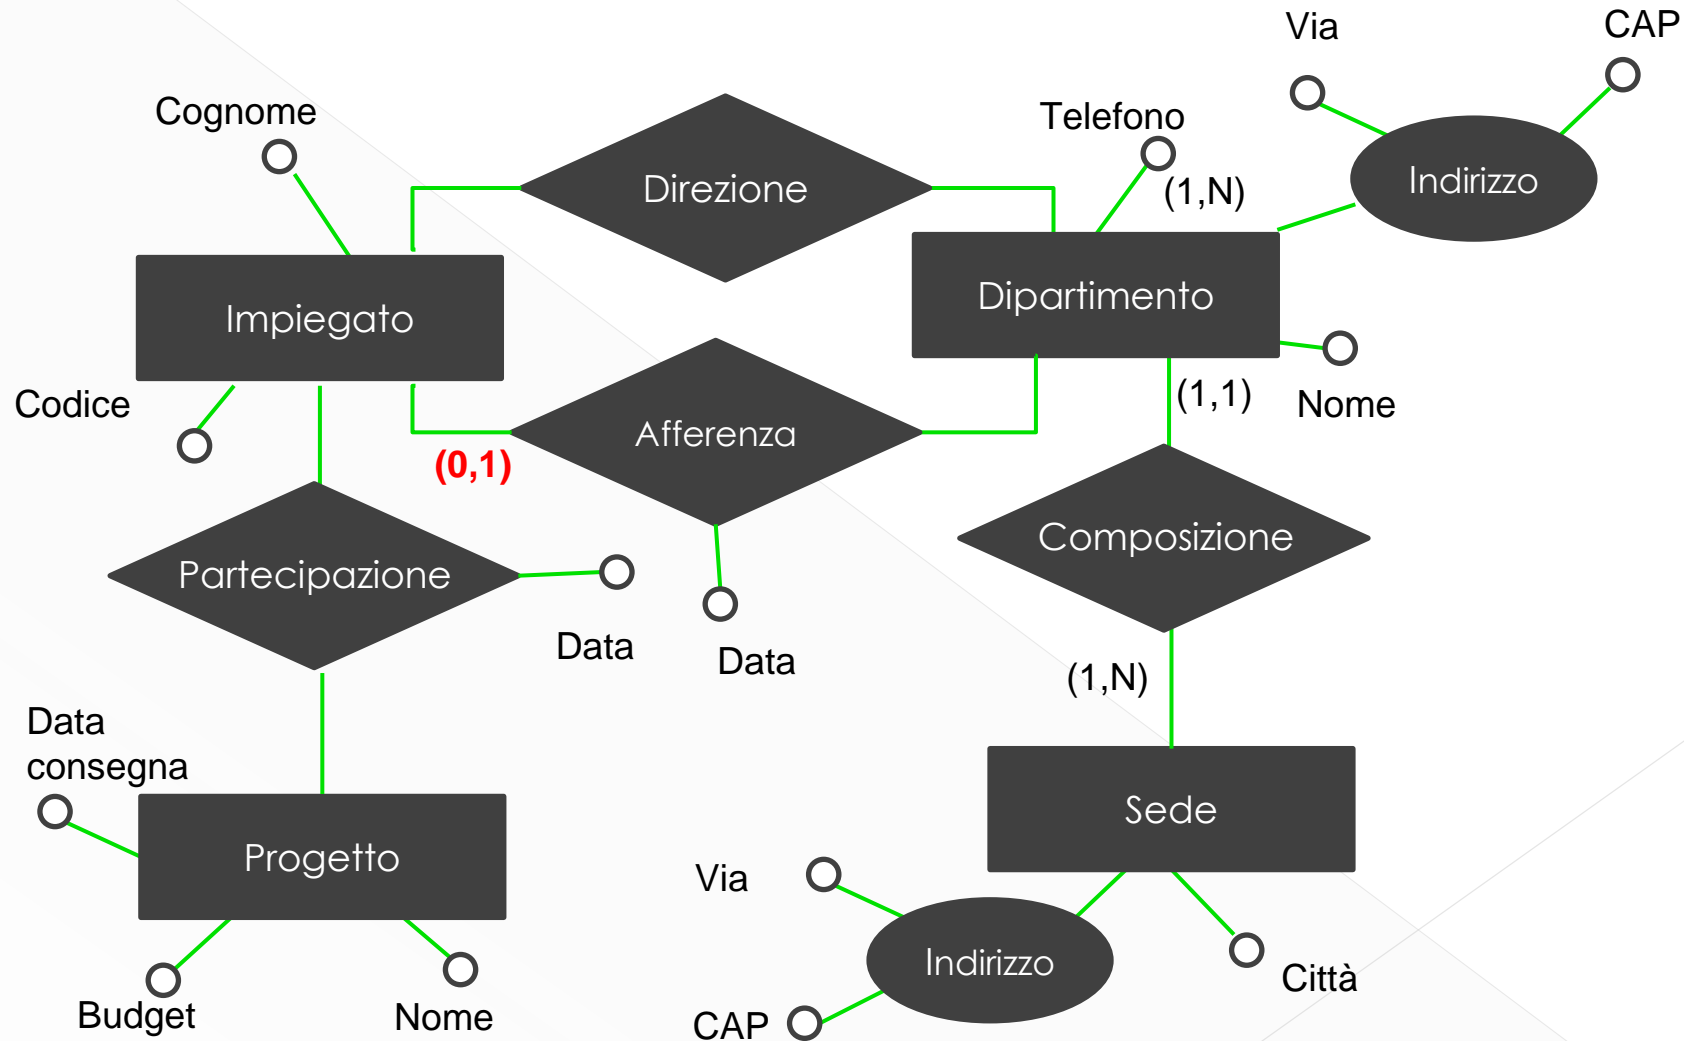 Via
CAP
Cognome
Telefono
Direzione
(1,N)
Indirizzo
Impiegato
Dipartimento
Codice
(0,1)
Afferenza
(1,1)
Nome
Partecipazione
Composizione
Data
Data
(1,N)
Data
consegna
Progetto
Sede
Via
Indirizzo
Città
Budget
Nome
CAP